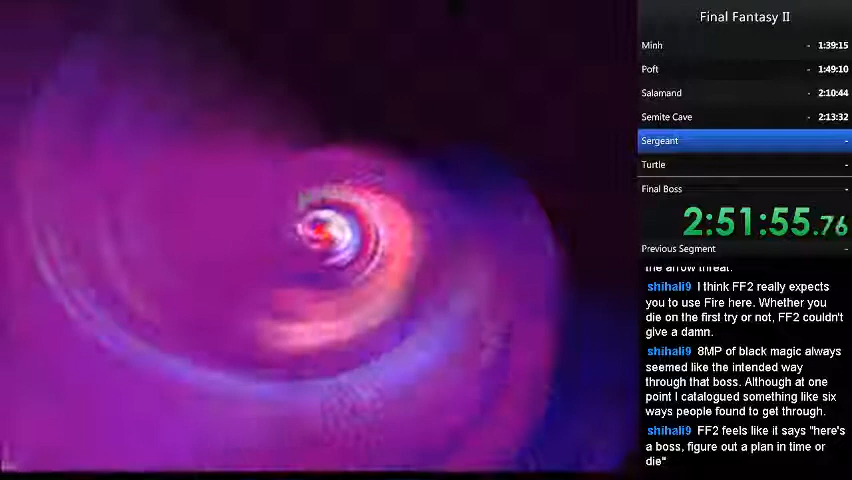 Final Fantasy II
Minh - 1:39:15
Poft - 1:49:10
Salamand - 2:10:44
Semite Cave - 2:13:32
Sergeant -
Turtle -
Final Boss -
2:51:55.76
Previous Segment -
the arrow threat.
shihali9 I think FF2 really expects
you to use Fire here. Whether you
die on the first try or not, FF2 couldn't
give a damn.
shihali9 8MP of black magic always
seemed like the intended way
through that boss. Although at one
point I catalogued something like six
ways people found to get through.
shihali9 FF2 feels like it says "here's
a boss, figure out a plan in time or
die"